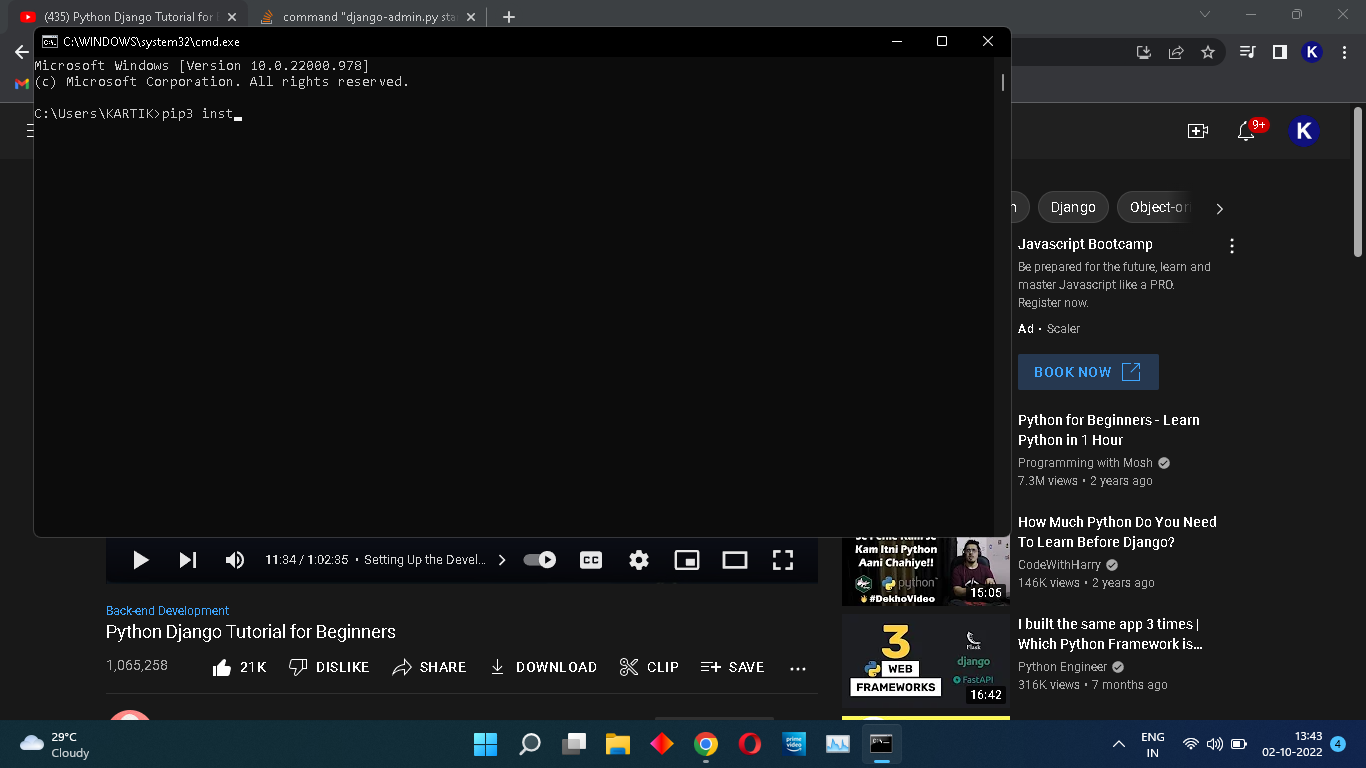 (435) Python Django Tutorial for
command "django-admin.py sta
C:\WINDOWS\system32\cmd.exe
Microsoft Windows [Version 10.0.22000.978]
(c) Microsoft Corporation. All rights reserved.
C:\Users\KARTIK>pip3 inst
K
9+
K
Django
Object-ori
Javascript Bootcamp
Be prepared for the future, learn and
master Javascript like a PRO.
Register now.
Ad • Scaler
BOOK NOW
Python for Beginners - Learn
Python in 1 Hour
Programming with Mosh
7.3M views • 2 years ago
How Much Python Do You Need
To Learn Before Django?
CodeWithHarry
146K views • 2 years ago
Kam Itni Python
Aani Chahiye!!
python
#DekhoVideo
15:05
I built the same app 3 times |
Which Python Framework is...
Python Engineer
316K views • 7 months ago
3
WEB
FRAMEWORKS
Flask
django
FastAPI
16:42
11:34 / 1:02:35 • Setting Up the Devel...
CC
Back-end Development
Python Django Tutorial for Beginners
1,065,258
21K
DISLIKE
SHARE
DOWNLOAD
CLIP
SAVE
29°C
Cloudy
prime
video
ENG
IN
13:43
02-10-2022
4